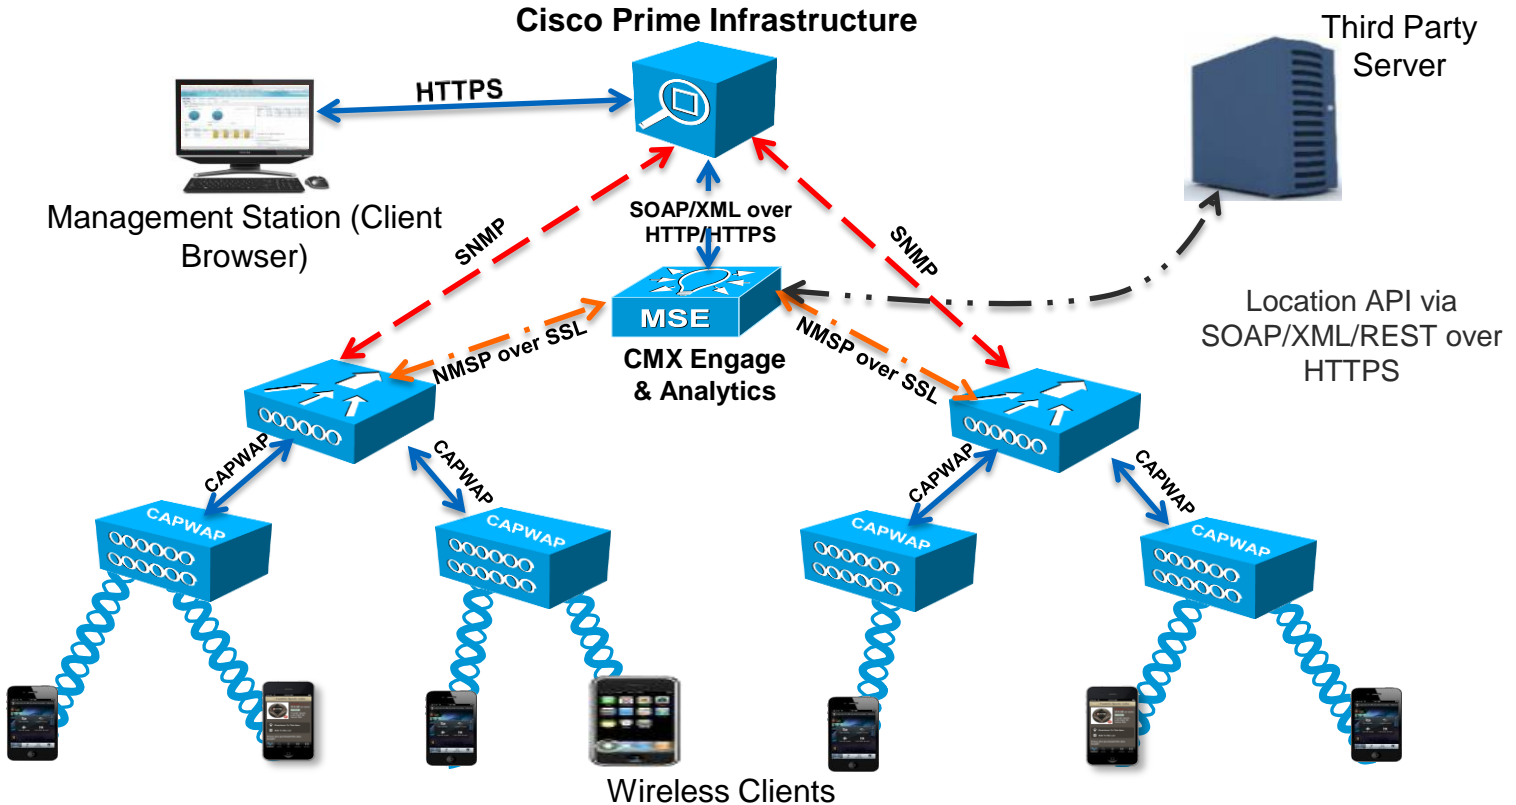 Cisco Prime Infrastructure
Third Party
Server
HTTPS
Management Station (Client
Browser)
SNMP
SOAP/XML over
HTTP/HTTPS
SNMP
MSE
CMX Engage
& Analytics
NMSP over SSL
NMSP over SSL
Location API via
SOAP/XML/REST over
HTTPS
CAPWAP
CAPWAP
CAPWAP
CAPWAP
CAPWAP
CAPWAP
CAPWAP
CAPWAP
Wireless Clients